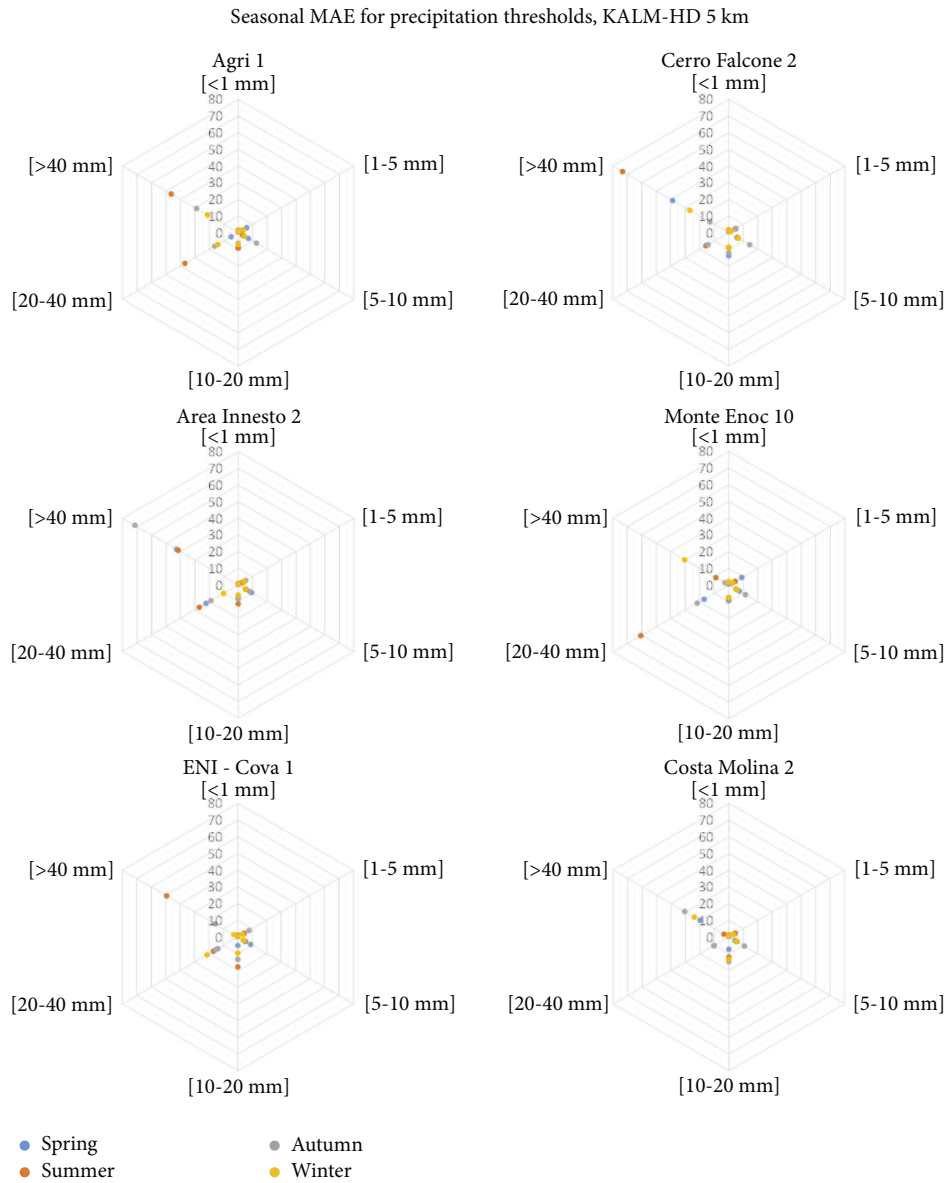 Seasonal MAE for precipitation thresholds, KALM-HD 5 km
Agri 1
[<1 mm]
80
70
60
50
40
30
20
10
0
[>40 mm]
[1-5 mm]
[20-40 mm]
[5-10 mm]
[10-20 mm]
Cerro Falcone 2
[<1 mm]
80
70
60
50
40
30
20
10
0
[>40 mm]
[1-5 mm]
[20-40 mm]
[5-10 mm]
[10-20 mm]
Area Innesto 2
[<1 mm]
80
70
60
50
40
30
20
10
0
[>40 mm]
[1-5 mm]
[20-40 mm]
[5-10 mm]
[10-20 mm]
Monte Enoc 10
[<1 mm]
80
70
60
50
40
30
20
10
0
[>40 mm]
[1-5 mm]
[20-40 mm]
[5-10 mm]
[10-20 mm]
ENI - Cova 1
[<1 mm]
80
70
60
50
40
30
20
10
0
[>40 mm]
[1-5 mm]
[20-40 mm]
[5-10 mm]
[10-20 mm]
Costa Molina 2
[<1 mm]
80
70
60
50
40
30
20
10
0
[>40 mm]
[1-5 mm]
[20-40 mm]
[5-10 mm]
[10-20 mm]
Spring
Summer
Autumn
Winter